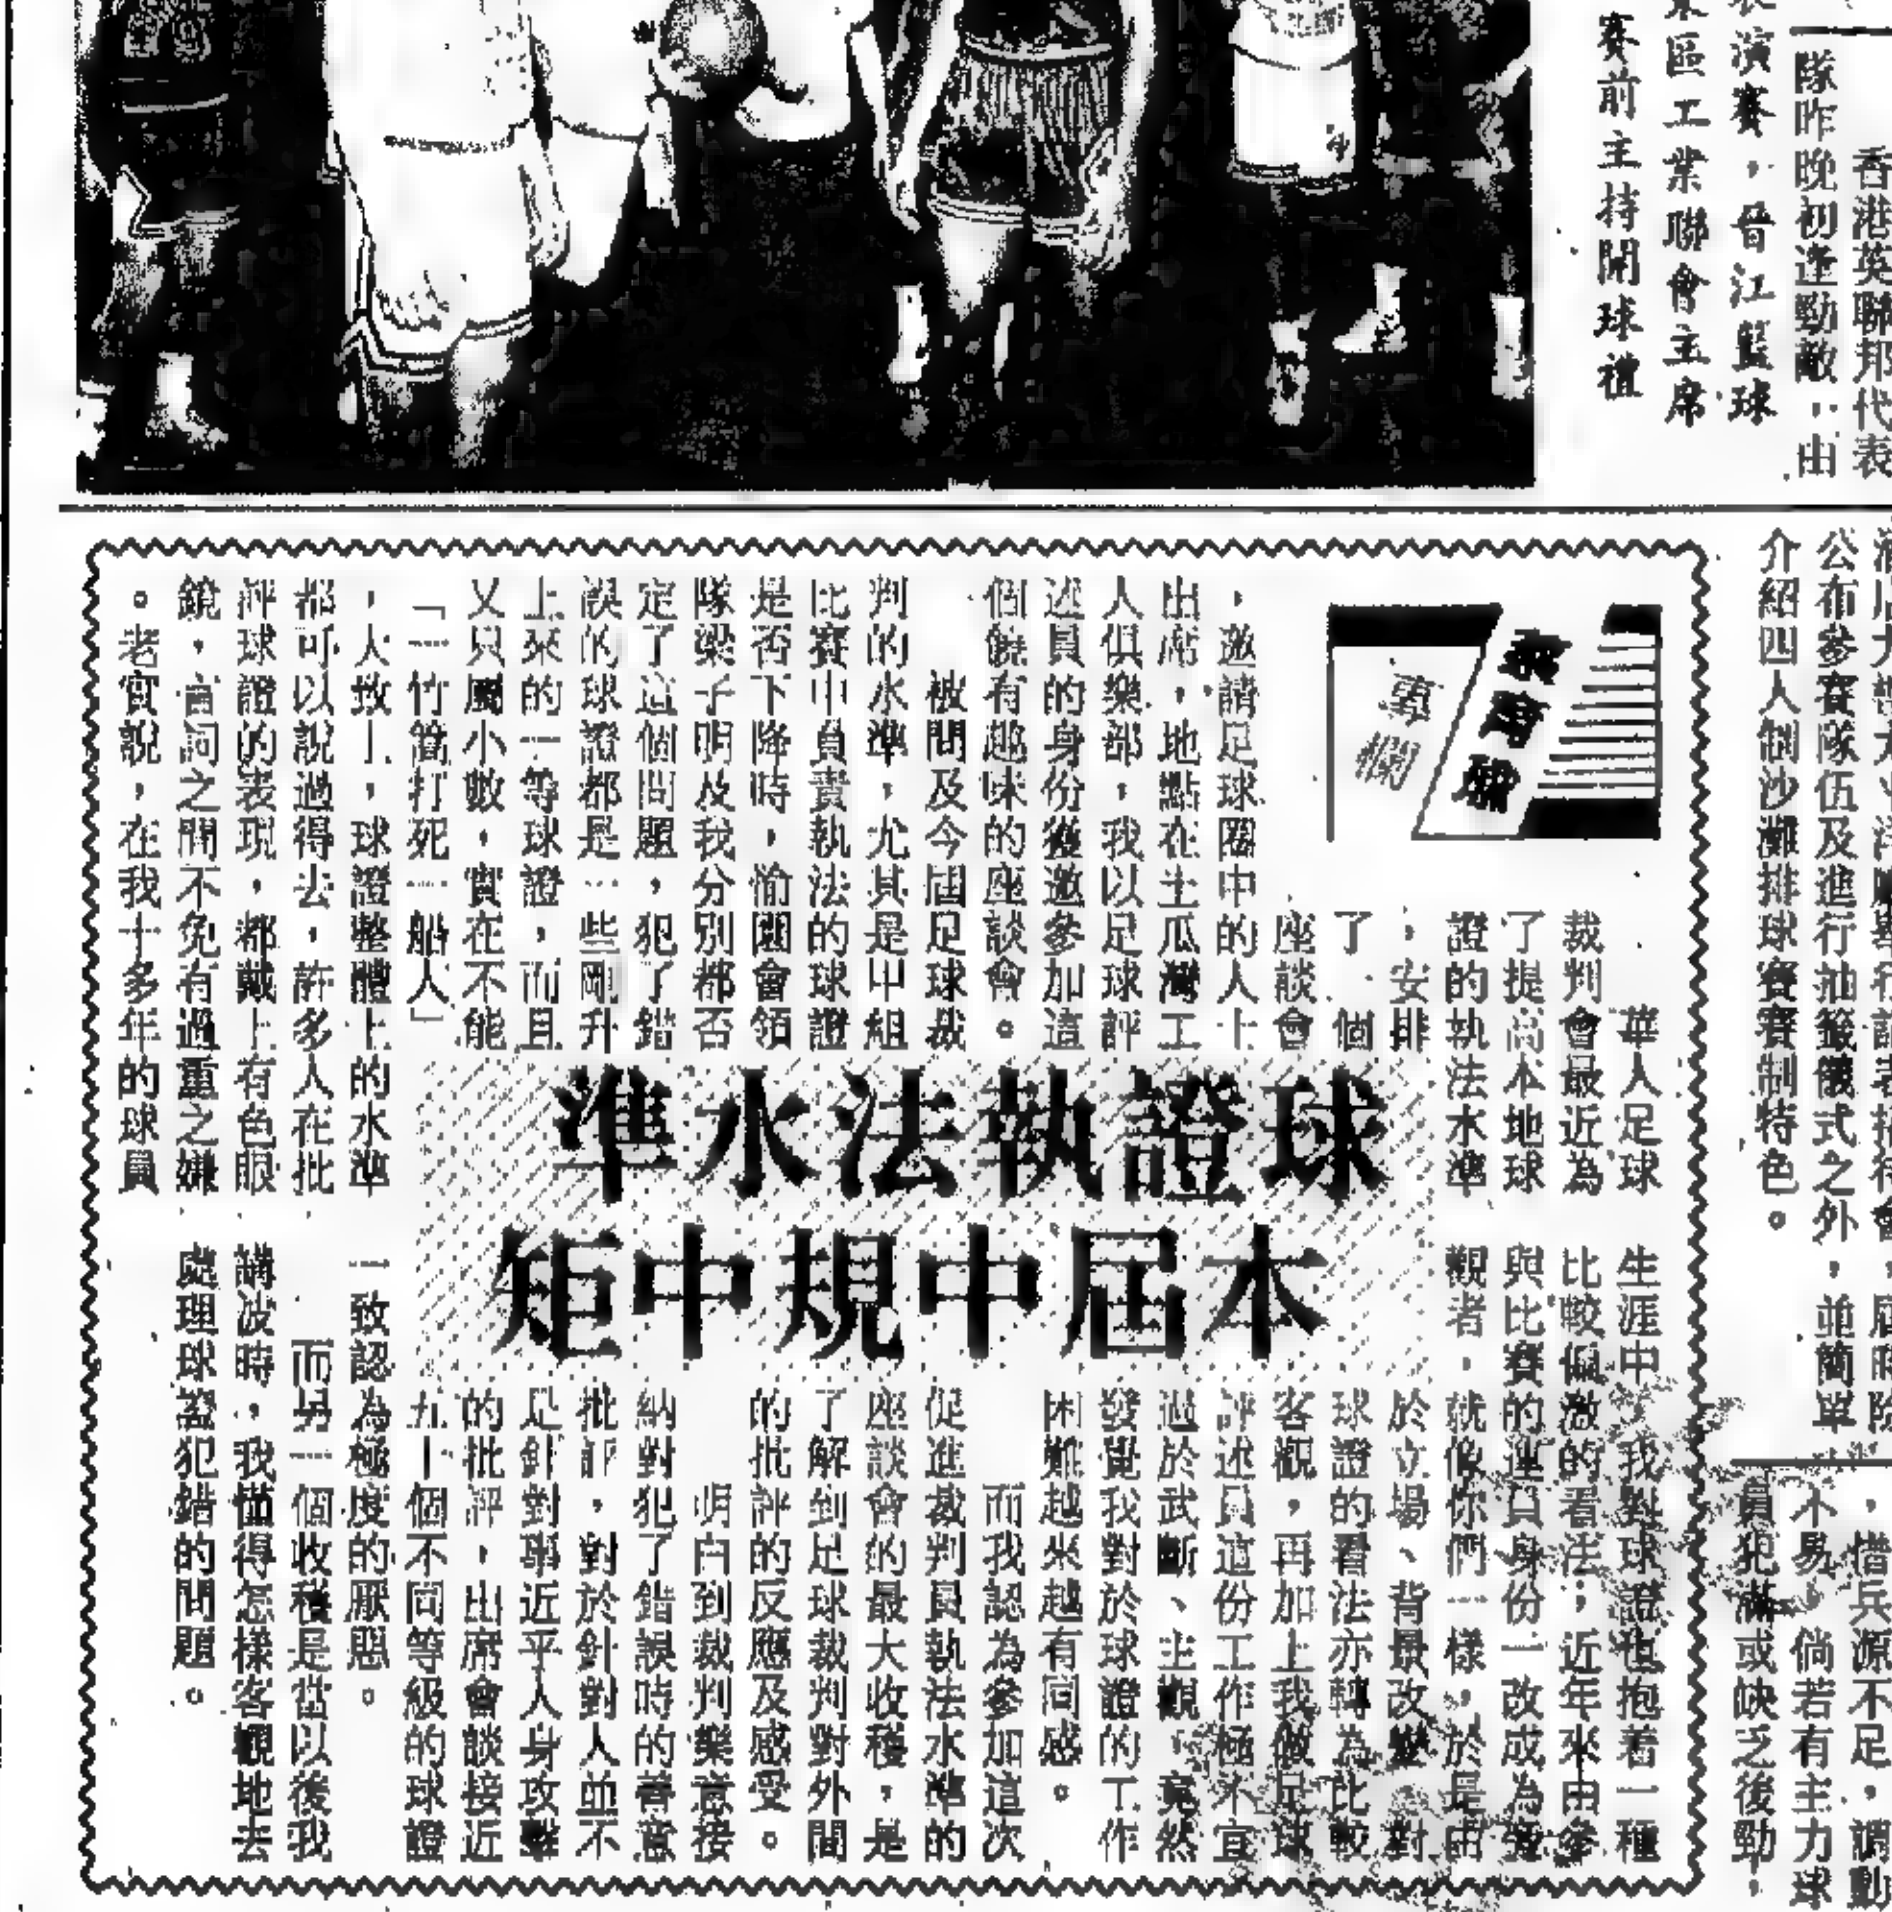 賽前主持開球禮
區工業聯會主席
演賽，晉江籃球
隊昨晚初逢勁敵，由
香港英聯邦代表
公布參賽隊伍及進行抽籤儀式之外，並簡單
介紹四人制沙灘排球賽賽制特色。
，借兵源不足，調動
不易，倘若有主力球
員犯滿或缺乏之後勁，
專欄
球證執法水準
本屆中規中矩
華人足球
裁判會最近為
了提高本地球
證的執法水準
，安排
了一個
座談會
，邀請足球圈中的人士
出席，地點在土瓜灣工
人俱樂部，我以足球評
述員的身份獲邀參加這
個饒有趣味的座談會。
被問及今屆足球裁
判的水準，尤其是甲組
比賽中負責執法的球證
是否下降時，愉園會領
隊梁子明及我分別都否
定了這個問題，犯了錯
誤的球證都是一些剛升
上來的一等球證，而且
又只屬小數，實在不能
「一竹篙打死一船人」
，大致上，球證整體上的水準
都可以說過得去，許多人在批
評球證的表現，都戴上有色眼
鏡，言詞之間不免有過重之嫌
。老實說，在我十多年的球員
生涯中，我對球證也抱着一種
比較偏激的看法；近年來由參
與比賽的運員身份一改成為旁
觀者，就像你們一樣，於是由
於立場、背景改變，對
球證的看法亦轉為比較
客觀，再加上我做足球
評述員這份工作極不宜
過於武斷、主觀，竟然
發覺我對於球證的工作
困難越來越有同感。
而我認為參加這次
促進裁判員執法水準的
座談會的最大收穫，是
了解到足球裁判對外間
的批評的反應及感受。
明白到裁判樂意接
納對犯了錯誤時的善意
批評，對於針對人並不
是針對事近乎人身攻擊
的批評，出席會談接近
五十個不同等級的球證
一致認為極度的厭惡。
而另一個收穫是當以後我
講波時，我懂得怎樣客觀地去
處理球證犯錯的問題。